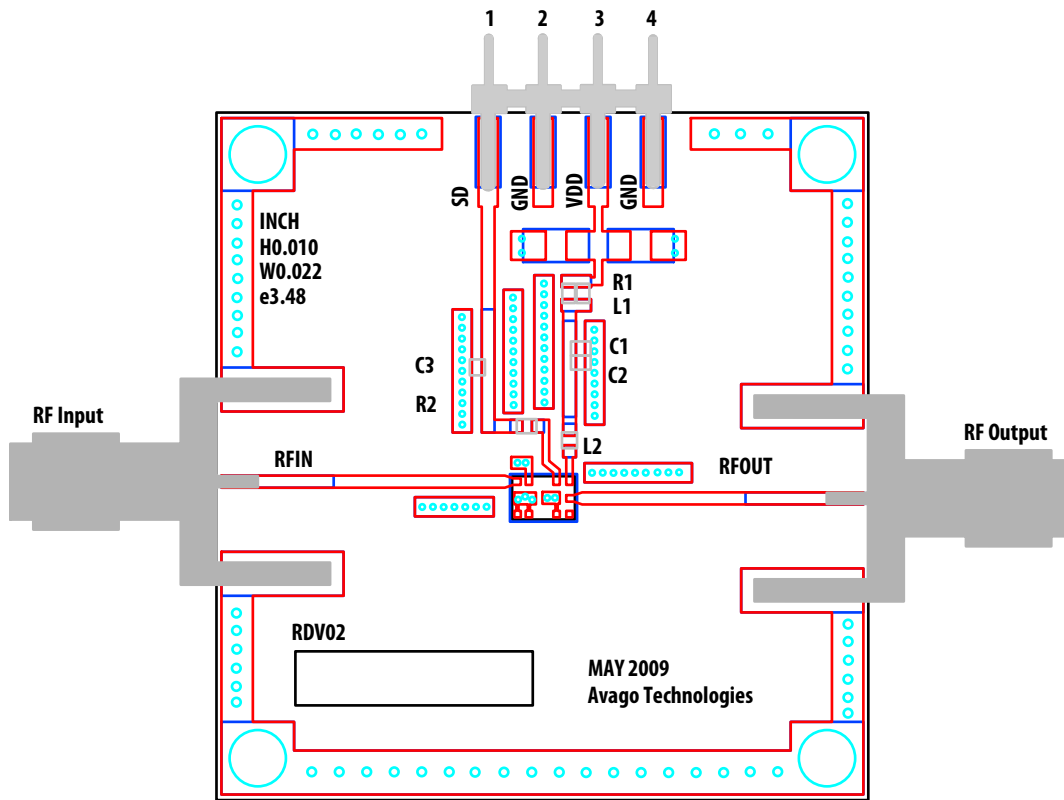 1 2 3 4
SD
GND
VDD
GND
INCH
H0.010
W0.022
e3.48
R1
L1
C1
C2
C3
R2
L2
RF Input
RFIN
RFOUT
RF Output
RDV02
MAY 2009
Avago Technologies